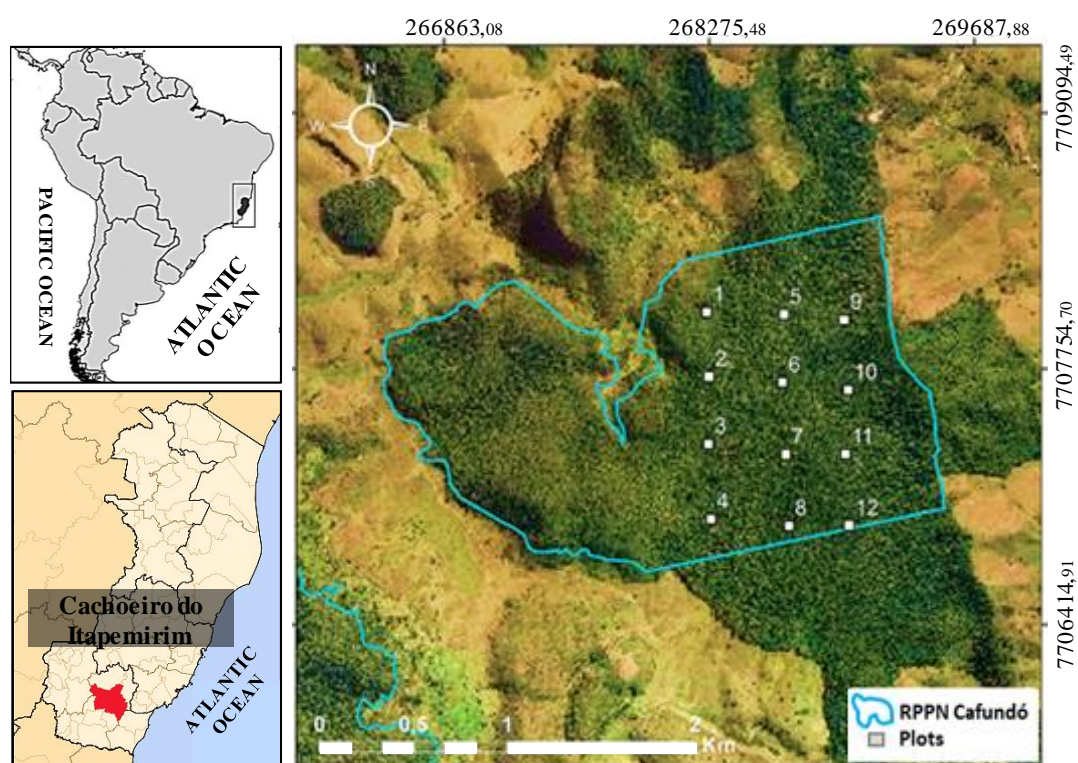 PACIFIC OCEAN
ATLANTIC
OCEAN
Cachoeiro do
Itapemirim
ATLANTIC
OCEAN
266863,08
268275,48
269687,88
7709094,49
7707754,70
7706414,91
N
W
E
S
1
5
9
2
6
10
3
7
11
4
8
12
0
0.5
1
2
Km
RPPN Cafundó
Plots